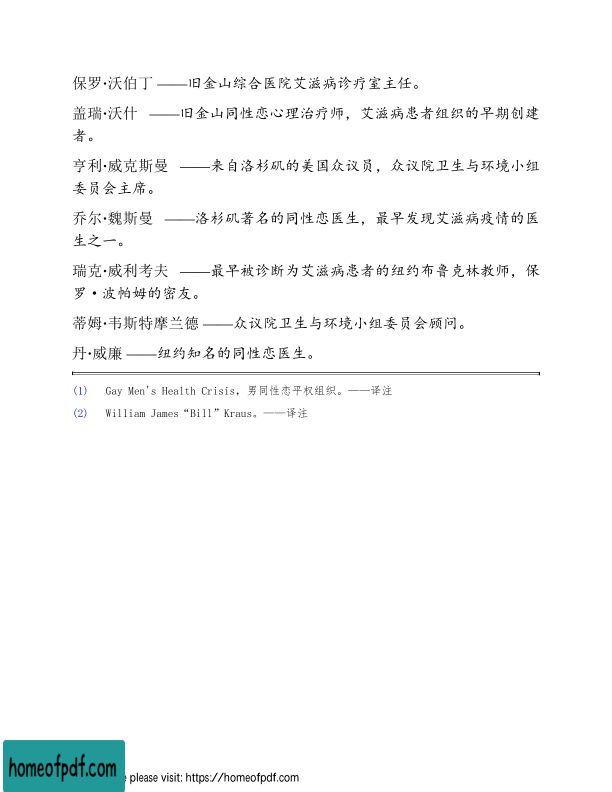 保罗·沃伯丁 ——旧金山综合医院艾滋病诊疗室主任。
盖瑞·沃什 ——旧金山同性恋心理治疗师，艾滋病患者组织的早期创建
者。
亨利·威克斯曼 ——来自洛杉矶的美国众议员，众议院卫生与环境小组
委员会主席。
乔尔·魏斯曼 ——洛杉矶著名的同性恋医生，最早发现艾滋病疫情的医
生之一。
瑞克·威利考夫 ——最早被诊断为艾滋病患者的纽约布鲁克林教师，保
罗·波帕姆的密友。
蒂姆·韦斯特摩兰德 ——众议院卫生与环境小组委员会顾问。
丹·威廉 ——纽约知名的同性恋医生。
(1) Gay Men's Health Crisis，男同性恋平权组织。——译注
(2) William James“Bill”Kraus。——译注
homeofpdf.com
e please visit: https://homeofpdf.com